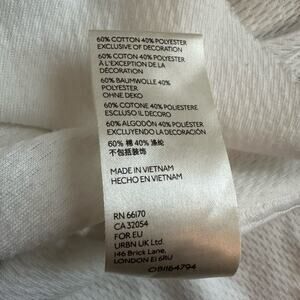 60% COTTON 40% POLYESTER
EXCLUSIVE OF DECORATION
60% COTON 40% POLYESTER
À L'EXCEPTION DE LA
DÉCORATION
60% BAUMWOLLE 40%
POLYESTER
OHNE DEKO
60% COTONE 40% POLIESTERE
ESCLUSO IL DECORO
60% ALGODÓN 40% POLIÉSTER
EXCLUYENDO LA DECORACIÓN
60% 棉 40% 涤纶
不包括装饰
MADE IN VIETNAM
HECHO EN VIETNAM
RN 66170
CA 32054
FOR EU
URBN UK Ltd.
146 Brick Lane,
LONDON E1 6RU
OB1164794